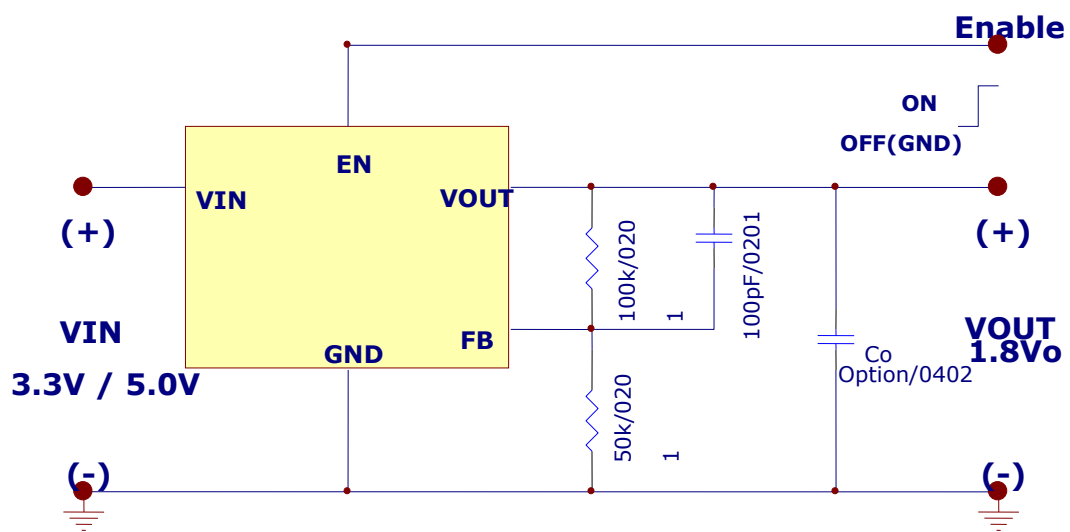 Enable
ON
OFF(GND)
EN
VIN
VOUT
(+)
(+)
100k/020
1
100pF/0201
VIN
FB
VOUT
1.8Vo
GND
Co
Option/0402
3.3V / 5.0V
50k/020
1
(-)
(-)